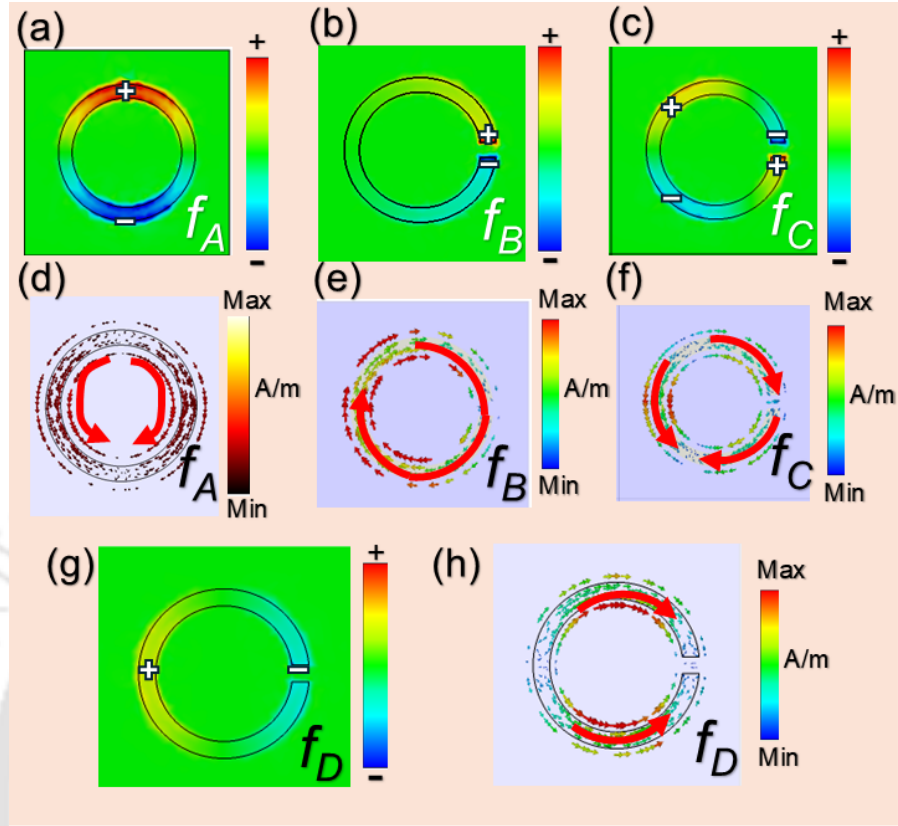 (a)
+
+
−
f_A
−
(b)
+
+
−
f_B
−
(c)
+
+
−
+
−
f_C
−
(d)
Max
A/m
Min
f_A
(e)
Max
A/m
Min
f_B
(f)
Max
A/m
Min
f_C
(g)
+
+
−
f_D
−
(h)
Max
A/m
Min
f_D